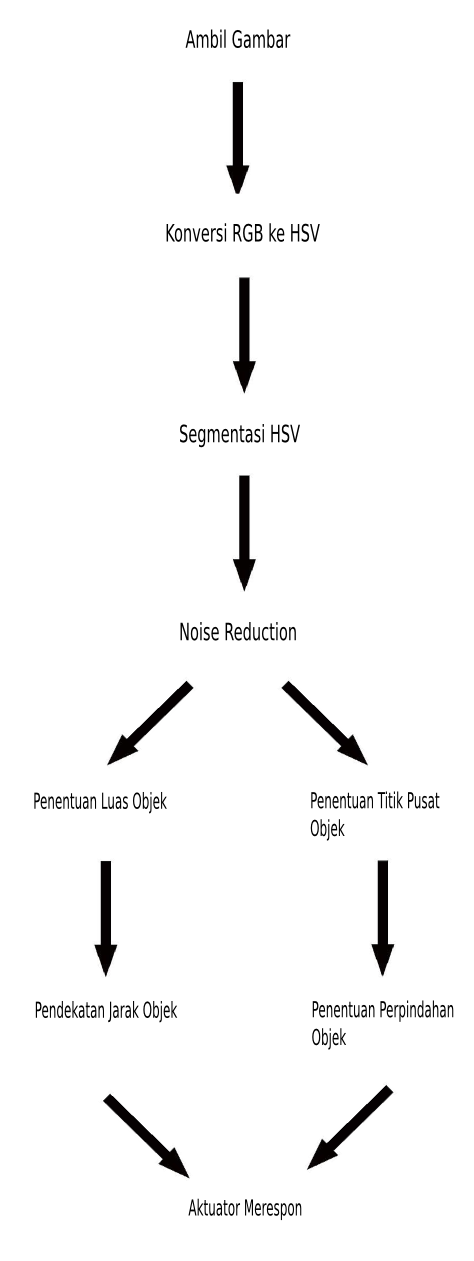 Ambil Gambar
Konversi RGB ke HSV
Segmentasi HSV
Noise Reduction
Penentuan Luas Objek
Penentuan Titik Pusat
Objek
Pendekatan Jarak Objek
Penentuan Perpindahan
Objek
Aktuator Merespon